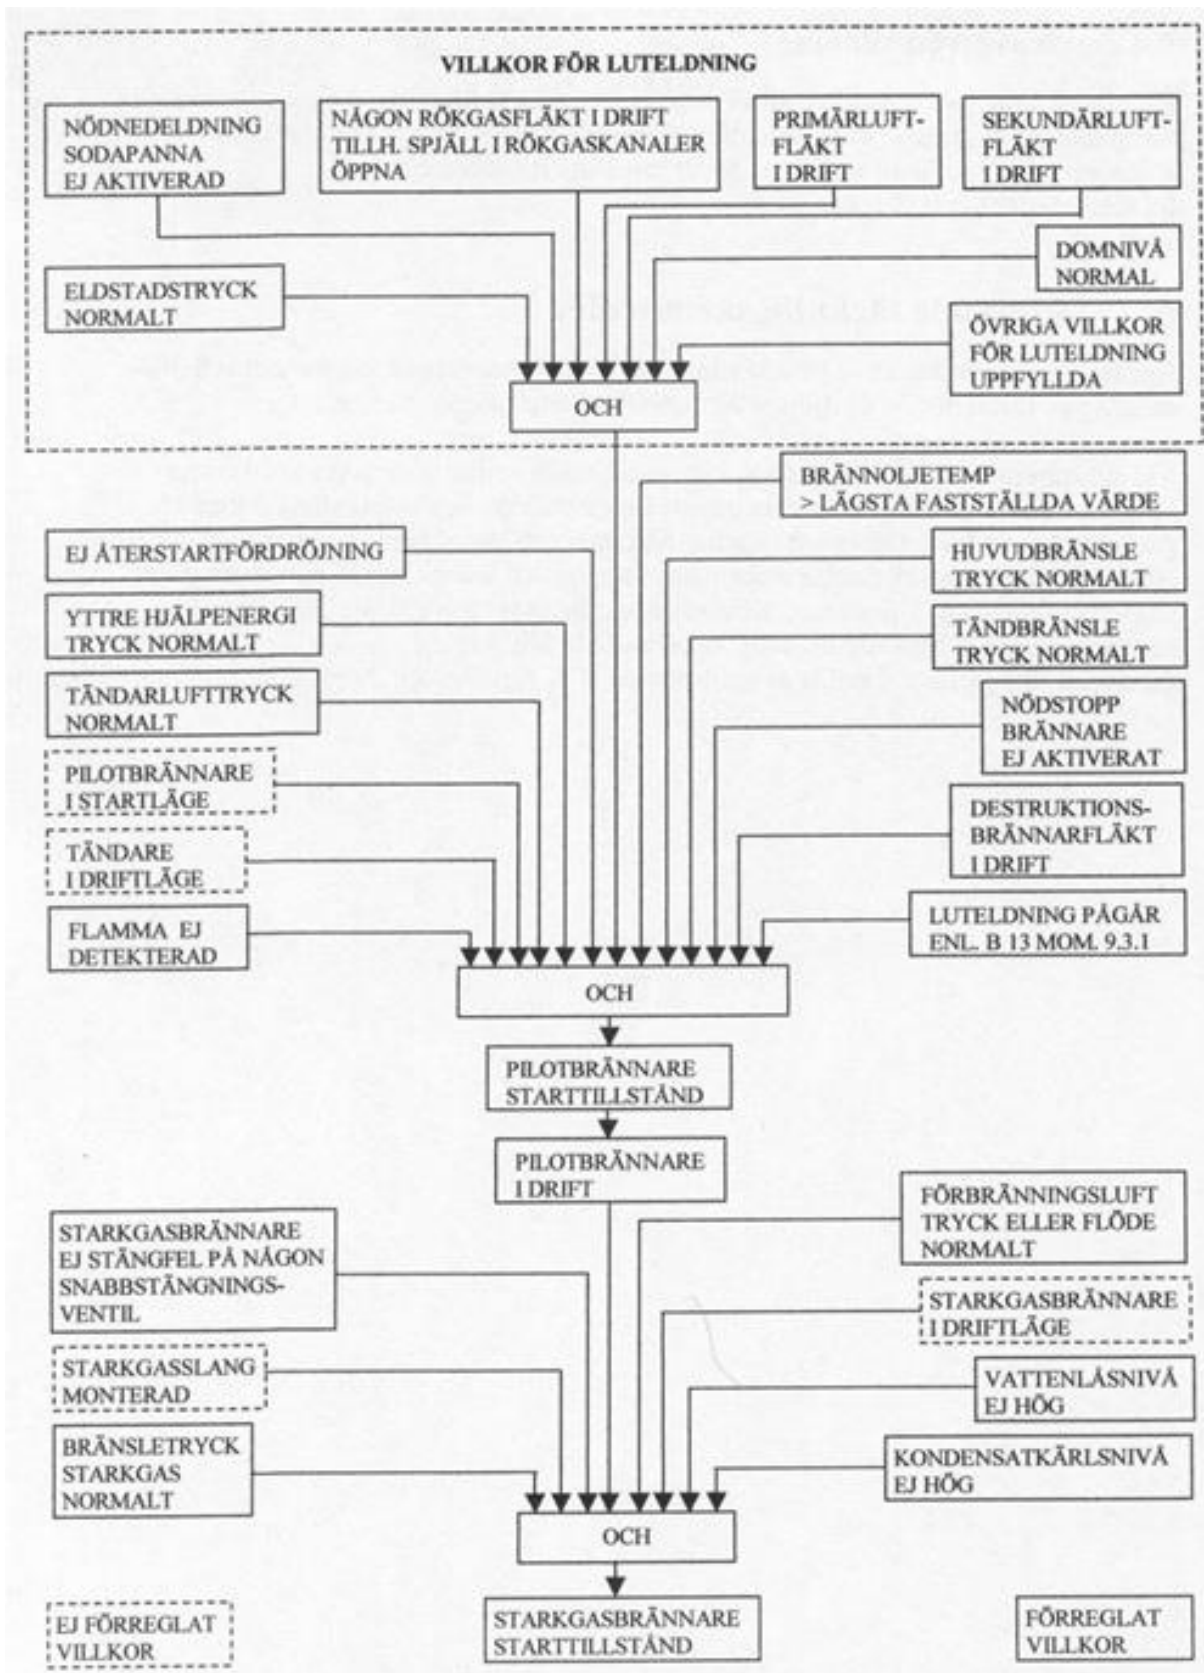 VILLKOR FÖR LUTELDNING
NÖDNEDELDNING
SODAPANNA
EJ AKTIVERAD
NÅGON RÖKGASFLÄKT I DRIFT
TILLH. SPJÄLL I RÖKGASKANALER
ÖPPNA
PRIMÄRLUFT-
FLÄKT
I DRIFT
SEKUNDÄRLUFT-
FLÄKT
I DRIFT
ELDSTADSTRYCK
NORMALT
DOMNIVÅ
NORMAL
ÖVRIGA VILLKOR
FÖR LUTELDNING
UPPFYLLDA
OCH
BRÄNNOLJETEMP
> LÄGSTA FASTSTÄLLDA VÄRDE
EJ ÅTERSTARTFÖRDRÖJNING
HUVUDBRÄNSLE
TRYCK NORMALT
YTTRE HJÄLPENERGI
TRYCK NORMALT
TÄNDBRÄNSLE
TRYCK NORMALT
TÄNDARLUFTTRYCK
NORMALT
NÖDSTOPP
BRÄNNARE
EJ AKTIVERAT
PILOTBRÄNNARE
I STARTLÄGE
DESTRUKTIONS-
BRÄNNARFLÄKT
I DRIFT
TÄNDARE
I DRIFTLÄGE
FLAMMA EJ
DETEKTERAD
LUTELDNING PÅGÅR
ENL. B 13 MOM. 9.3.1
OCH
PILOTBRÄNNARE
STARTTILLSTÅND
PILOTBRÄNNARE
I DRIFT
STARKGASBRÄNNARE
EJ STÄNGFEL PÅ NÅGON
SNABBSTÄNGNINGS-
VENTIL
FÖRBRÄNNINGSLUFT
TRYCK ELLER FLÖDE
NORMALT
STARKGASBRÄNNARE
I DRIFTLÄGE
STARKGASSLANG
MONTERAD
VATTENLÅSNIVÅ
EJ HÖG
BRÄNSLETRYCK
STARKGAS
NORMALT
KONDENSATKÄRLSNIVÅ
EJ HÖG
OCH
STARKGASBRÄNNARE
STARTTILLSTÅND
EJ FÖRREGLAT
VILLKOR
FÖRREGLAT
VILLKOR